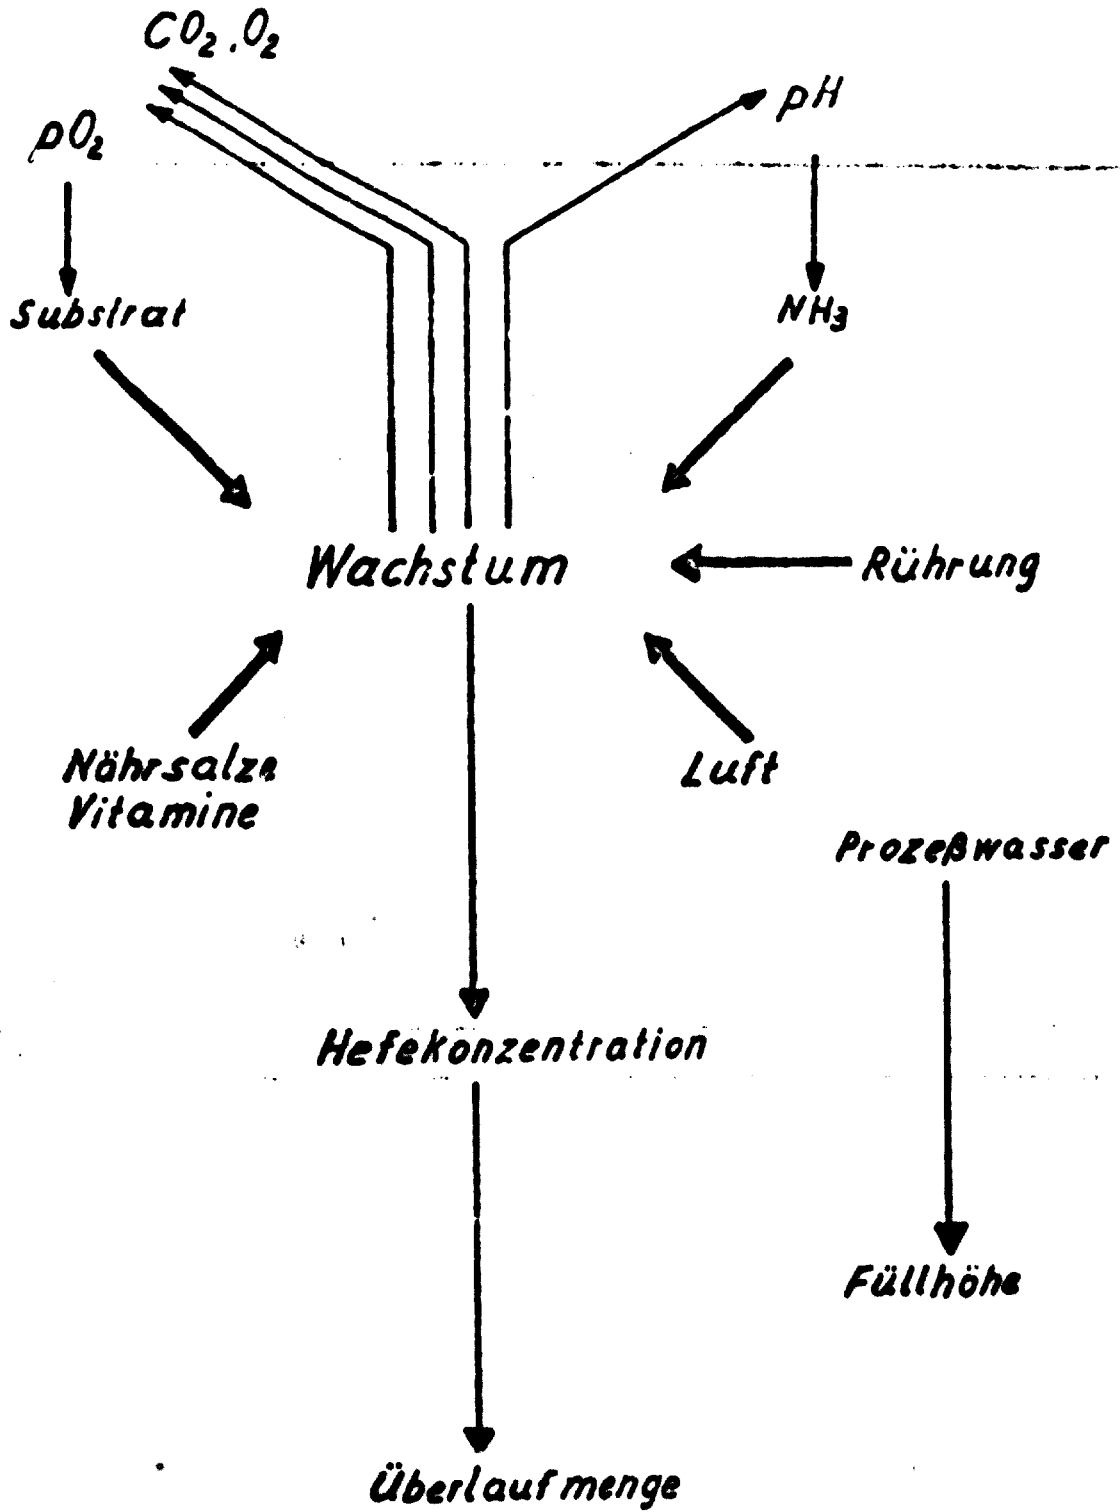 CO₂, O₂
pH
pO₂
Substrat
NH₃
Wachstum
Rührung
Nährsalze
Vitamine
Luft
Prozeßwasser
Hefekonzentration
Füllhöhe
Überlaufmenge